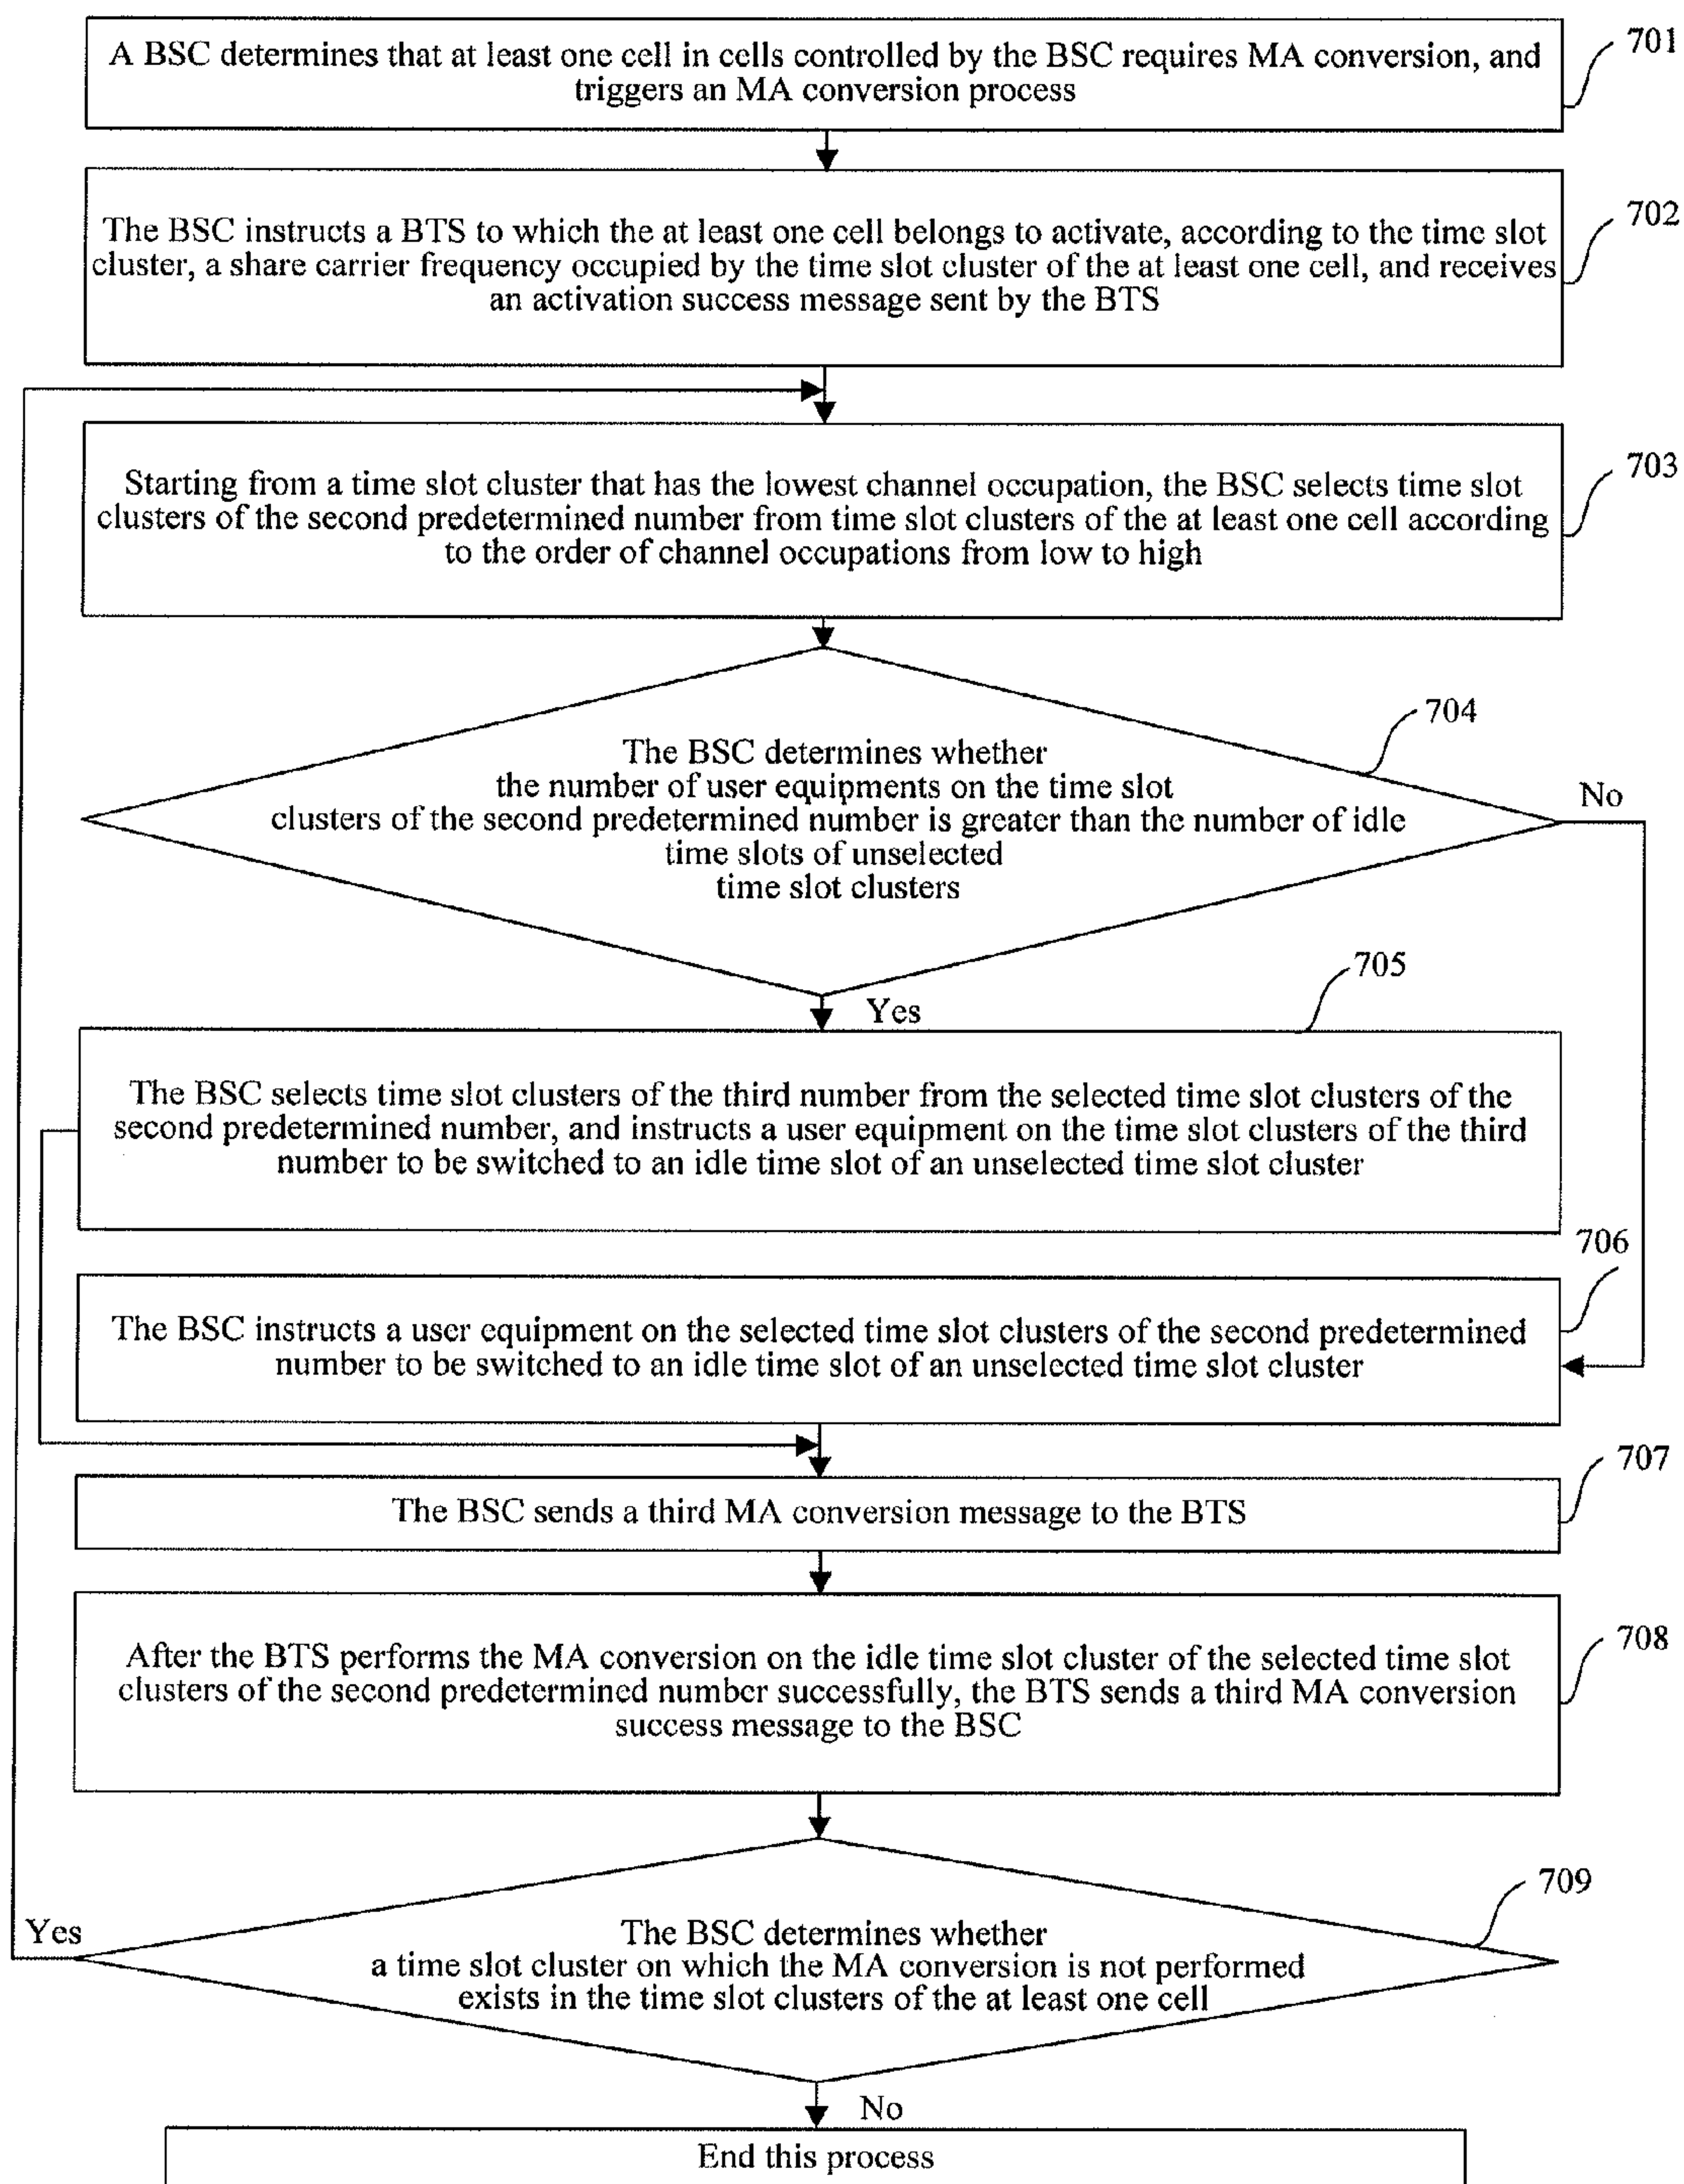 A BSC determines that at least one cell in cells controlled by the BSC requires MA conversion, and
triggers an MA conversion process
701
The BSC instructs a BTS to which the at least one cell belongs to activate, according to the time slot
cluster, a share carrier frequency occupied by the time slot cluster of the at least one cell, and receives
an activation success message sent by the BTS
702
Starting from a time slot cluster that has the lowest channel occupation, the BSC selects time slot
clusters of the second predetermined number from time slot clusters of the at least one cell according
to the order of channel occupations from low to high
703
704
The BSC determines whether
the number of user equipments on the time slot
clusters of the second predetermined number is greater than the number of idle
time slots of unselected
time slot clusters
No
Yes
705
The BSC selects time slot clusters of the third number from the selected time slot clusters of the
second predetermined number, and instructs a user equipment on the time slot clusters of the third
number to be switched to an idle time slot of an unselected time slot cluster
706
The BSC instructs a user equipment on the selected time slot clusters of the second predetermined
number to be switched to an idle time slot of an unselected time slot cluster
707
The BSC sends a third MA conversion message to the BTS
708
After the BTS performs the MA conversion on the idle time slot cluster of the selected time slot
clusters of the second predetermined number successfully, the BTS sends a third MA conversion
success message to the BSC
709
Yes
The BSC determines whether
a time slot cluster on which the MA conversion is not performed
exists in the time slot clusters of the at least one cell
No
End this process